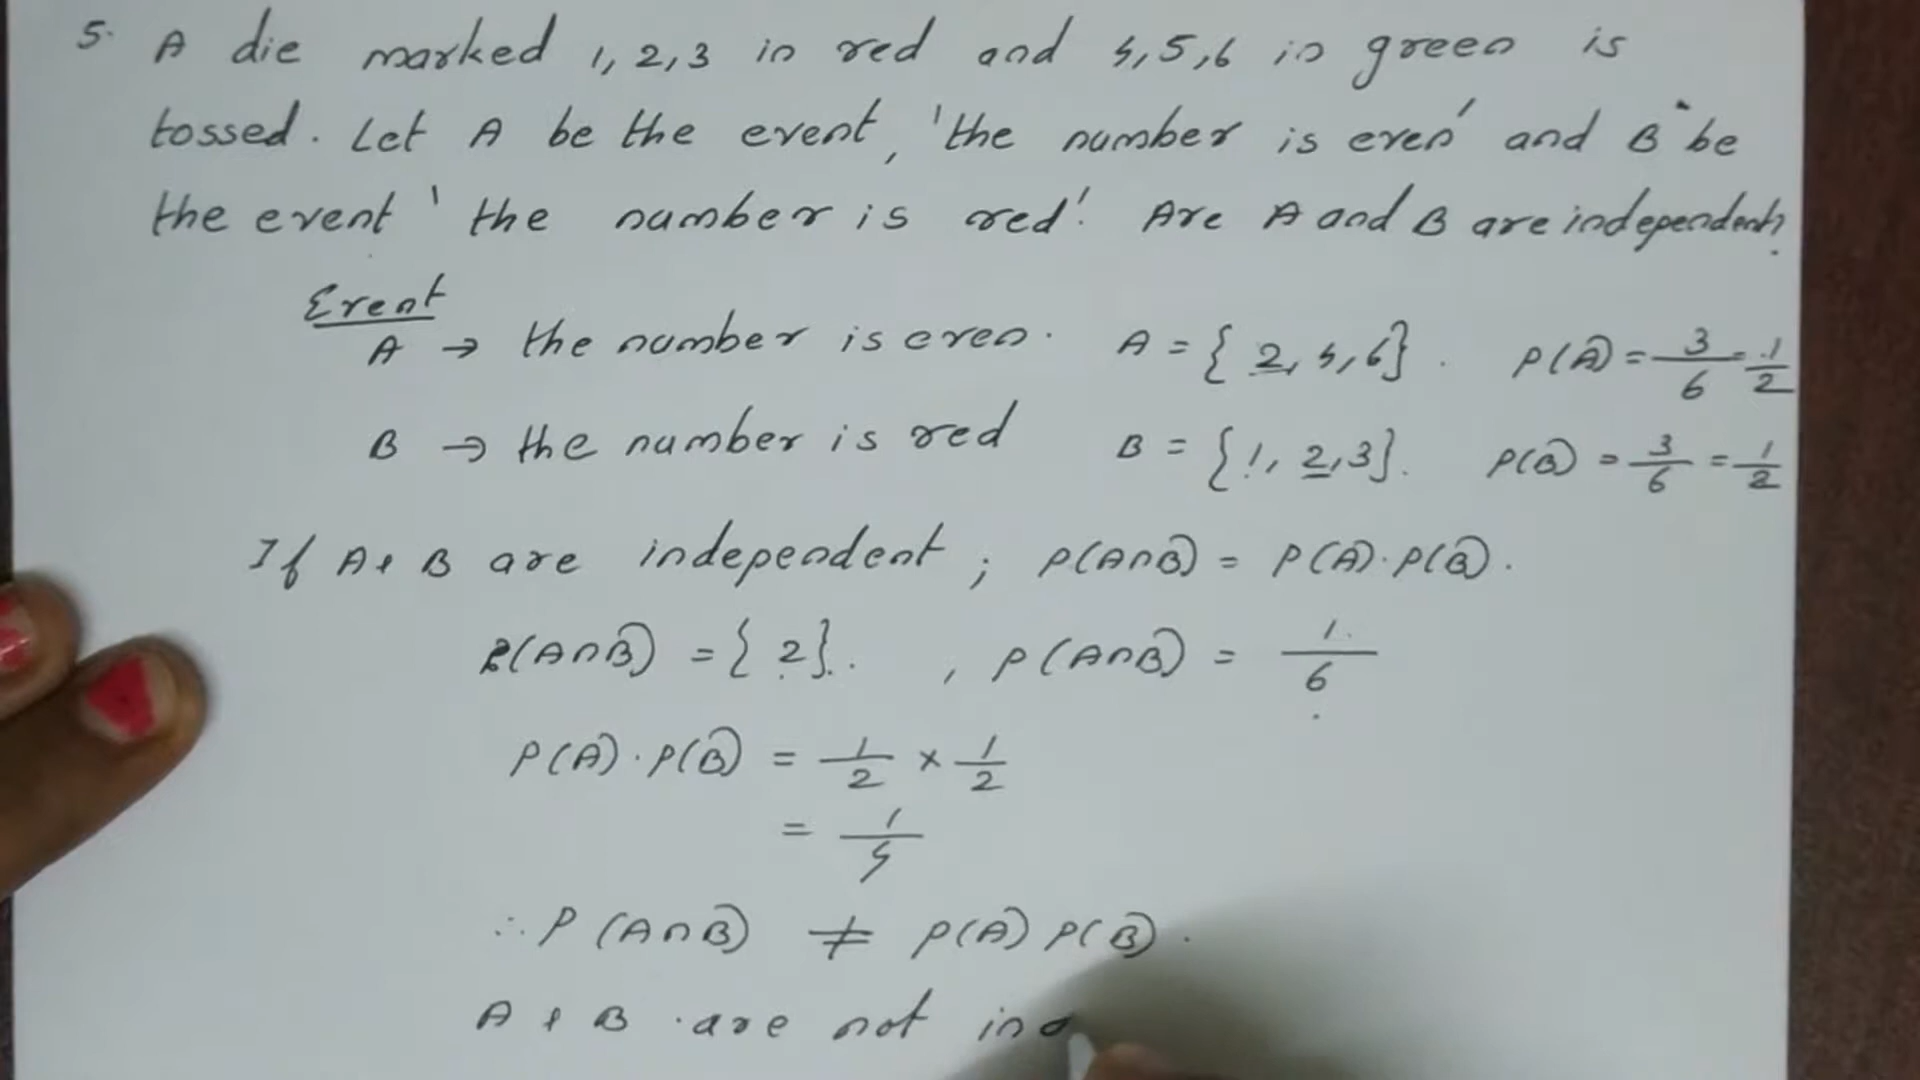 5. A die marked 1, 2, 3 in red and 4, 5, 6 in green is
tossed. Let A be the event, 'the number is even' and B be
the event 'the number is red'. Are A and B are independent?
Event
A → the number is even. A = {2, 4, 6}. P(A) = 3/6 = 1/2
B → the number is red B = {1, 2, 3}. P(B) = 3/6 = 1/2
If A & B are independent; P(A∩B) = P(A)·P(B).
(A∩B) = {2}. , P(A∩B) = 1/6
P(A)·P(B) = 1/2 × 1/2
= 1/4
∴ P(A∩B) ≠ P(A) P(B).
A & B are not ind